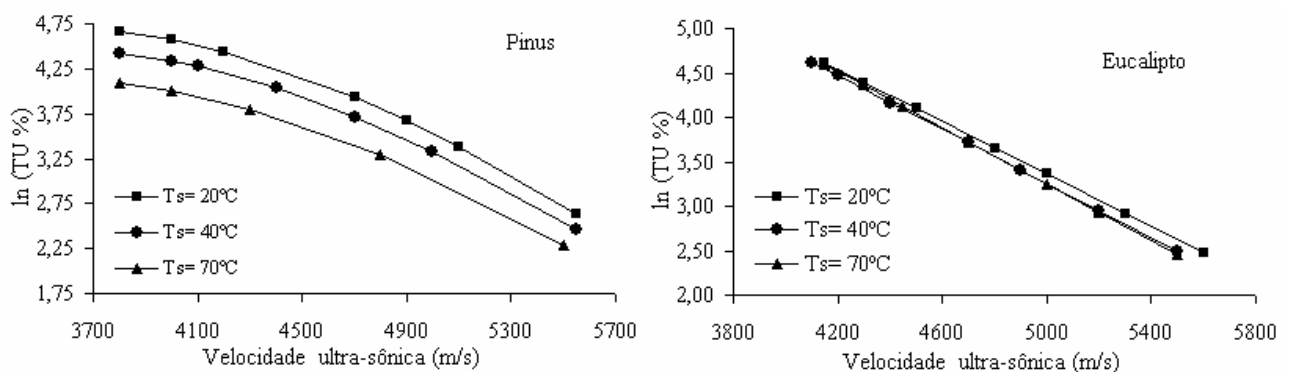 Pinus
ln (TU %)
4,75
4,25
3,75
3,25
2,75
2,25
1,75
Ts= 20ºC
Ts= 40ºC
Ts= 70ºC
3700 4100 4500 4900 5300 5700
Velocidade ultra-sônica (m/s)
Eucalipto
ln (TU %)
5,00
4,50
4,00
3,50
3,00
2,50
2,00
Ts= 20ºC
Ts= 40ºC
Ts= 70ºC
3800 4200 4600 5000 5400 5800
Velocidade ultra-sônica (m/s)